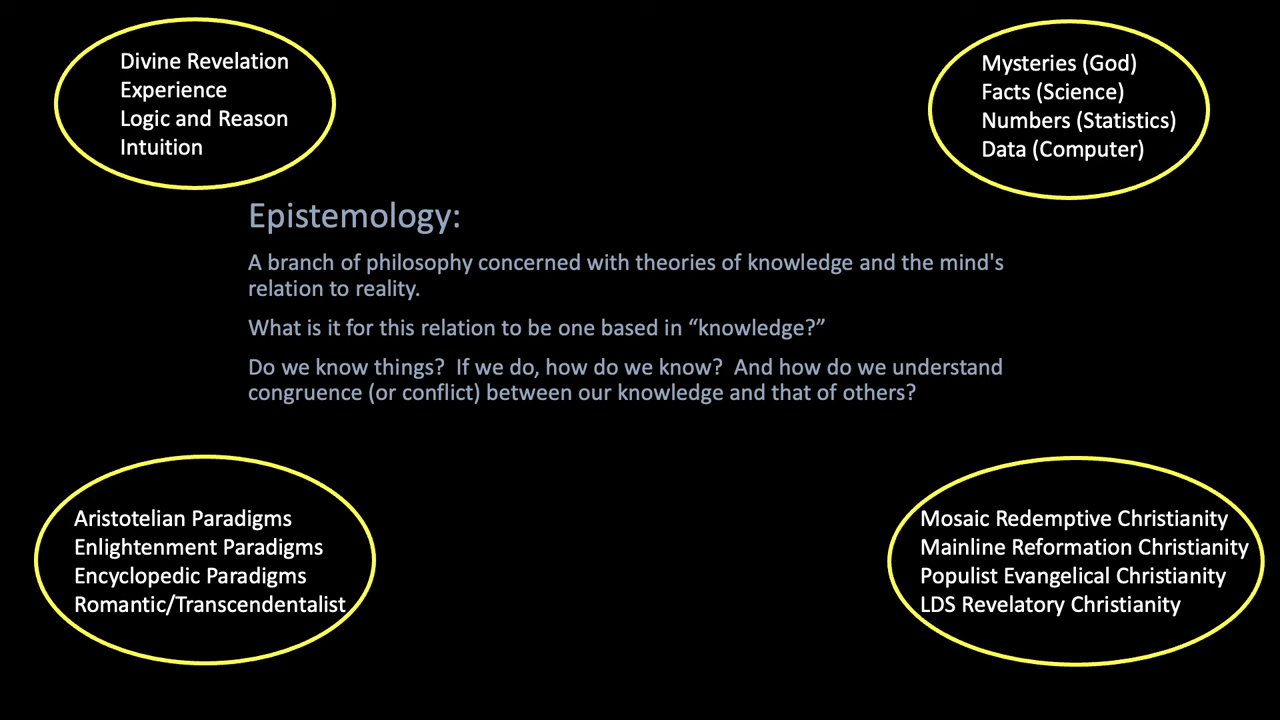 Divine Revelation
Experience
Logic and Reason
Intuition
Mysteries (God)
Facts (Science)
Numbers (Statistics)
Data (Computer)
Epistemology:
A branch of philosophy concerned with theories of knowledge and the mind's
relation to reality.
What is it for this relation to be one based in “knowledge?”
Do we know things?  If we do, how do we know?  And how do we understand
congruence (or conflict) between our knowledge and that of others?
Aristotelian Paradigms
Enlightenment Paradigms
Encyclopedic Paradigms
Romantic/Transcendentalist
Mosaic Redemptive Christianity
Mainline Reformation Christianity
Populist Evangelical Christianity
LDS Revelatory Christianity